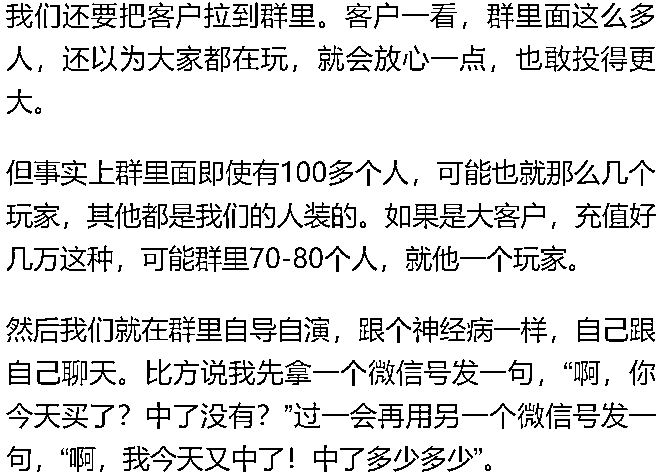 我们还要把客户拉到群里。客户一看，群里面这么多
人，还以为大家都在玩，就会放心一点，也敢投得更
大。
但事实上群里面即使有100多个人，可能也就那么几个
玩家，其他都是我们的人装的。如果是大客户，充值好
几万这种，可能群里70-80个人，就他一个玩家。
然后我们就在群里自导自演，跟个神经病一样，自己跟
自己聊天。比方说我先拿一个微信号发一句，“啊，你
今天买了？中了没有？”过一会再用另一个微信号发一
句，“啊，我今天又中了！中了多少多少”。